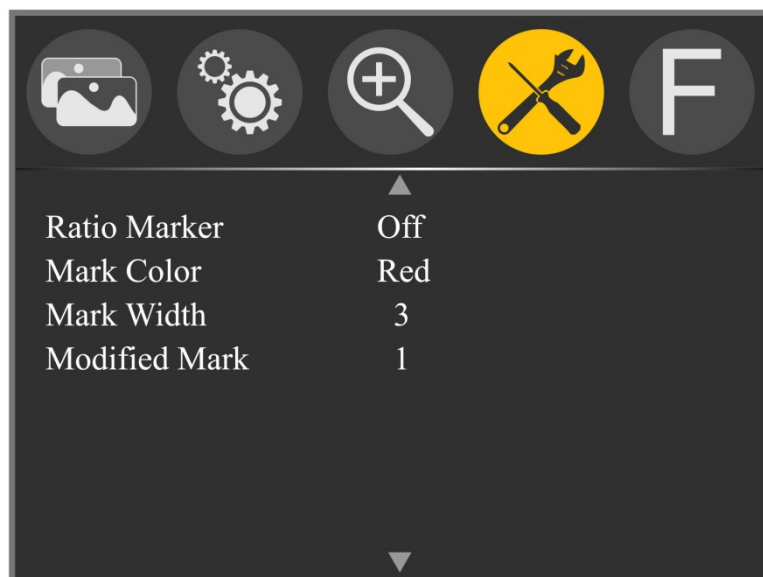 F
Ratio Marker Off
Mark Color Red
Mark Width 3
Modified Mark 1